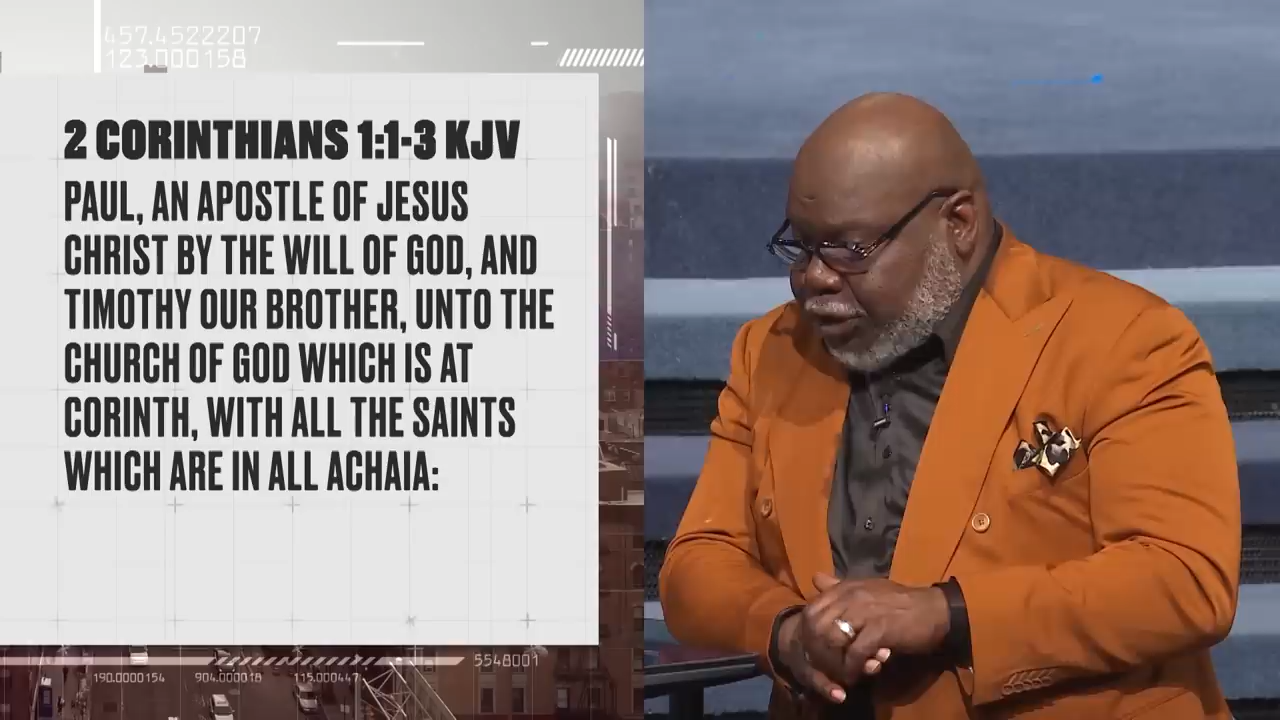 457.4522207
123.000158
2 CORINTHIANS 1:1-3 KJV
PAUL, AN APOSTLE OF JESUS
CHRIST BY THE WILL OF GOD, AND
TIMOTHY OUR BROTHER, UNTO THE
CHURCH OF GOD WHICH IS AT
CORINTH, WITH ALL THE SAINTS
WHICH ARE IN ALL ACHAIA:
5548001
190.0000154 904.0000018 115.000447